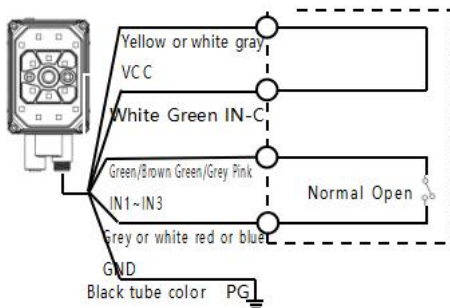 Yellow or white gray
VCC
White Green IN-C
Green/Brown Green/Grey Pink
Normal Open
IN1~IN3
Grey or white red or blue
GND
Black tube color PG